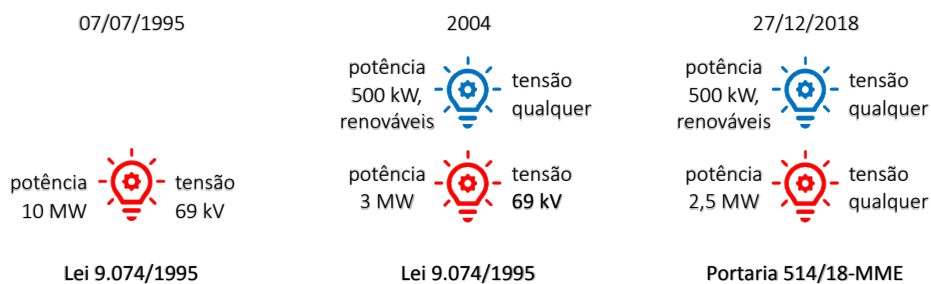 07/07/1995
potência
10 MW
tensão
69 kV
Lei 9.074/1995
2004
potência
500 kW,
renováveis
tensão
qualquer
potência
3 MW
tensão
69 kV
Lei 9.074/1995
27/12/2018
potência
500 kW,
renováveis
tensão
qualquer
potência
2,5 MW
tensão
qualquer
Portaria 514/18-MME